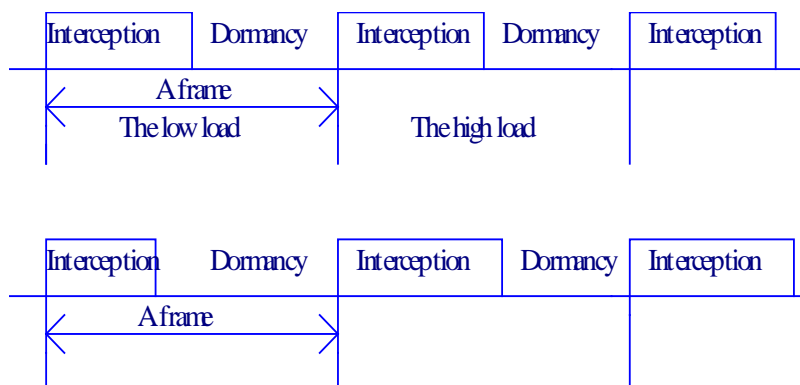 Interception Dormancy Interception Dormancy Interception
A frame
The low load The high load
Interception Dormancy Interception Dormancy Interception
A frame